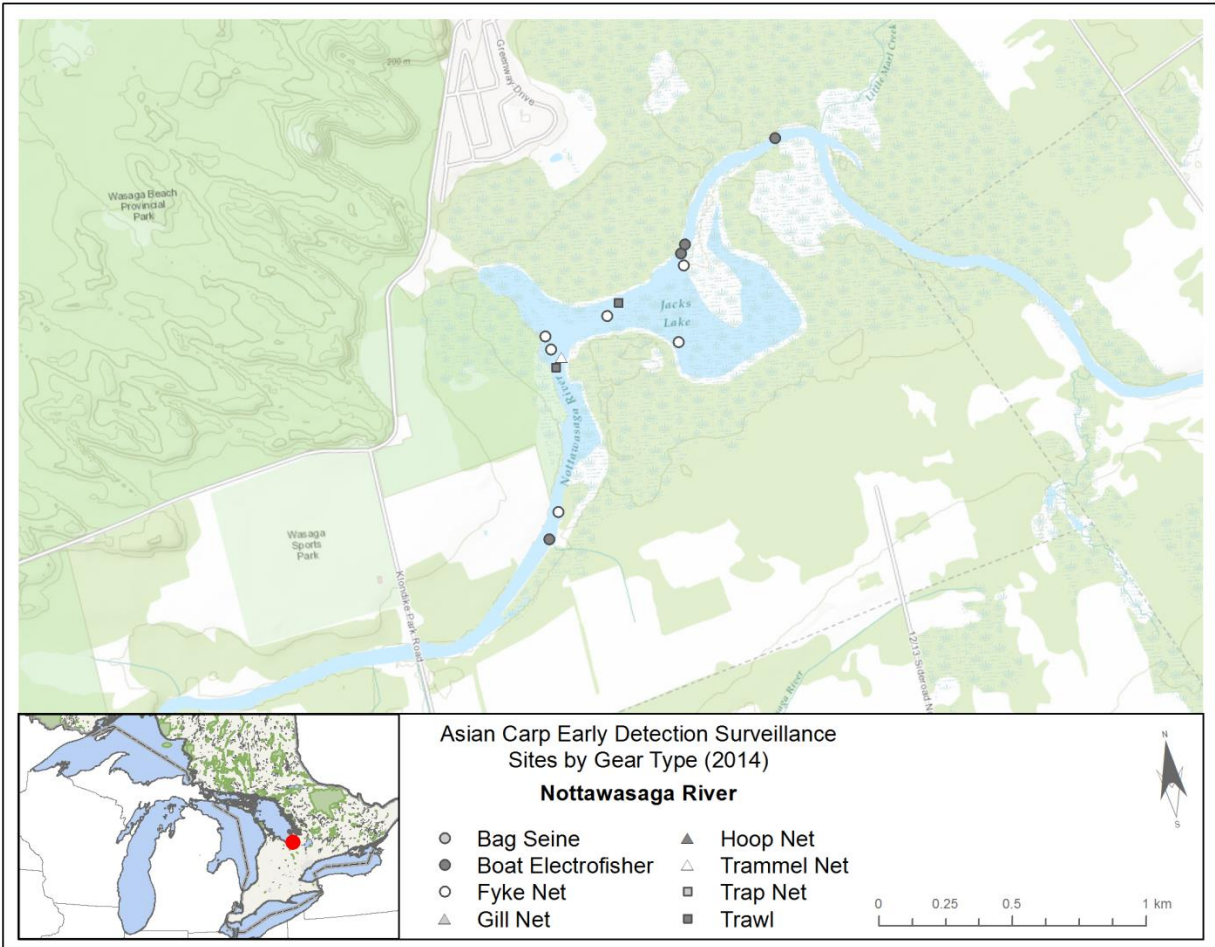 Greenway Drive
200 m
Little Marl Creek
Wasaga Beach
Provincial
Park
Jacks
Lake
Nottawasaga River
Wasaga
Sports
Park
Klondike Park Road
12/13 Sideroad No
aga River
Asian Carp Early Detection Surveillance
Sites by Gear Type (2014)
Nottawasaga River
N
S
Bag Seine
Boat Electrofisher
Fyke Net
Gill Net
Hoop Net
Trammel Net
Trap Net
Trawl
0 0.25 0.5 1 km